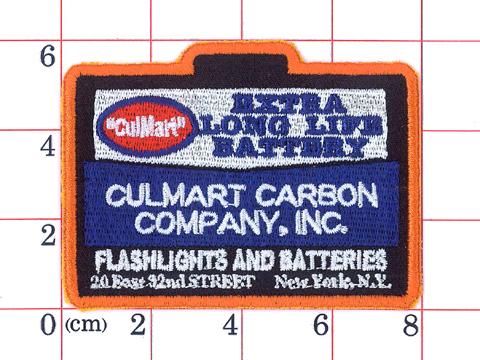 6
"CulMart"
EXTRA
LONG LIFE
BATTERY
4
CULMART CARBON
COMPANY, INC.
2
FLASHLIGHTS AND BATTERIES
20 East 32nd STREET New York, N.Y.
0 (cm) 2 4 6 8